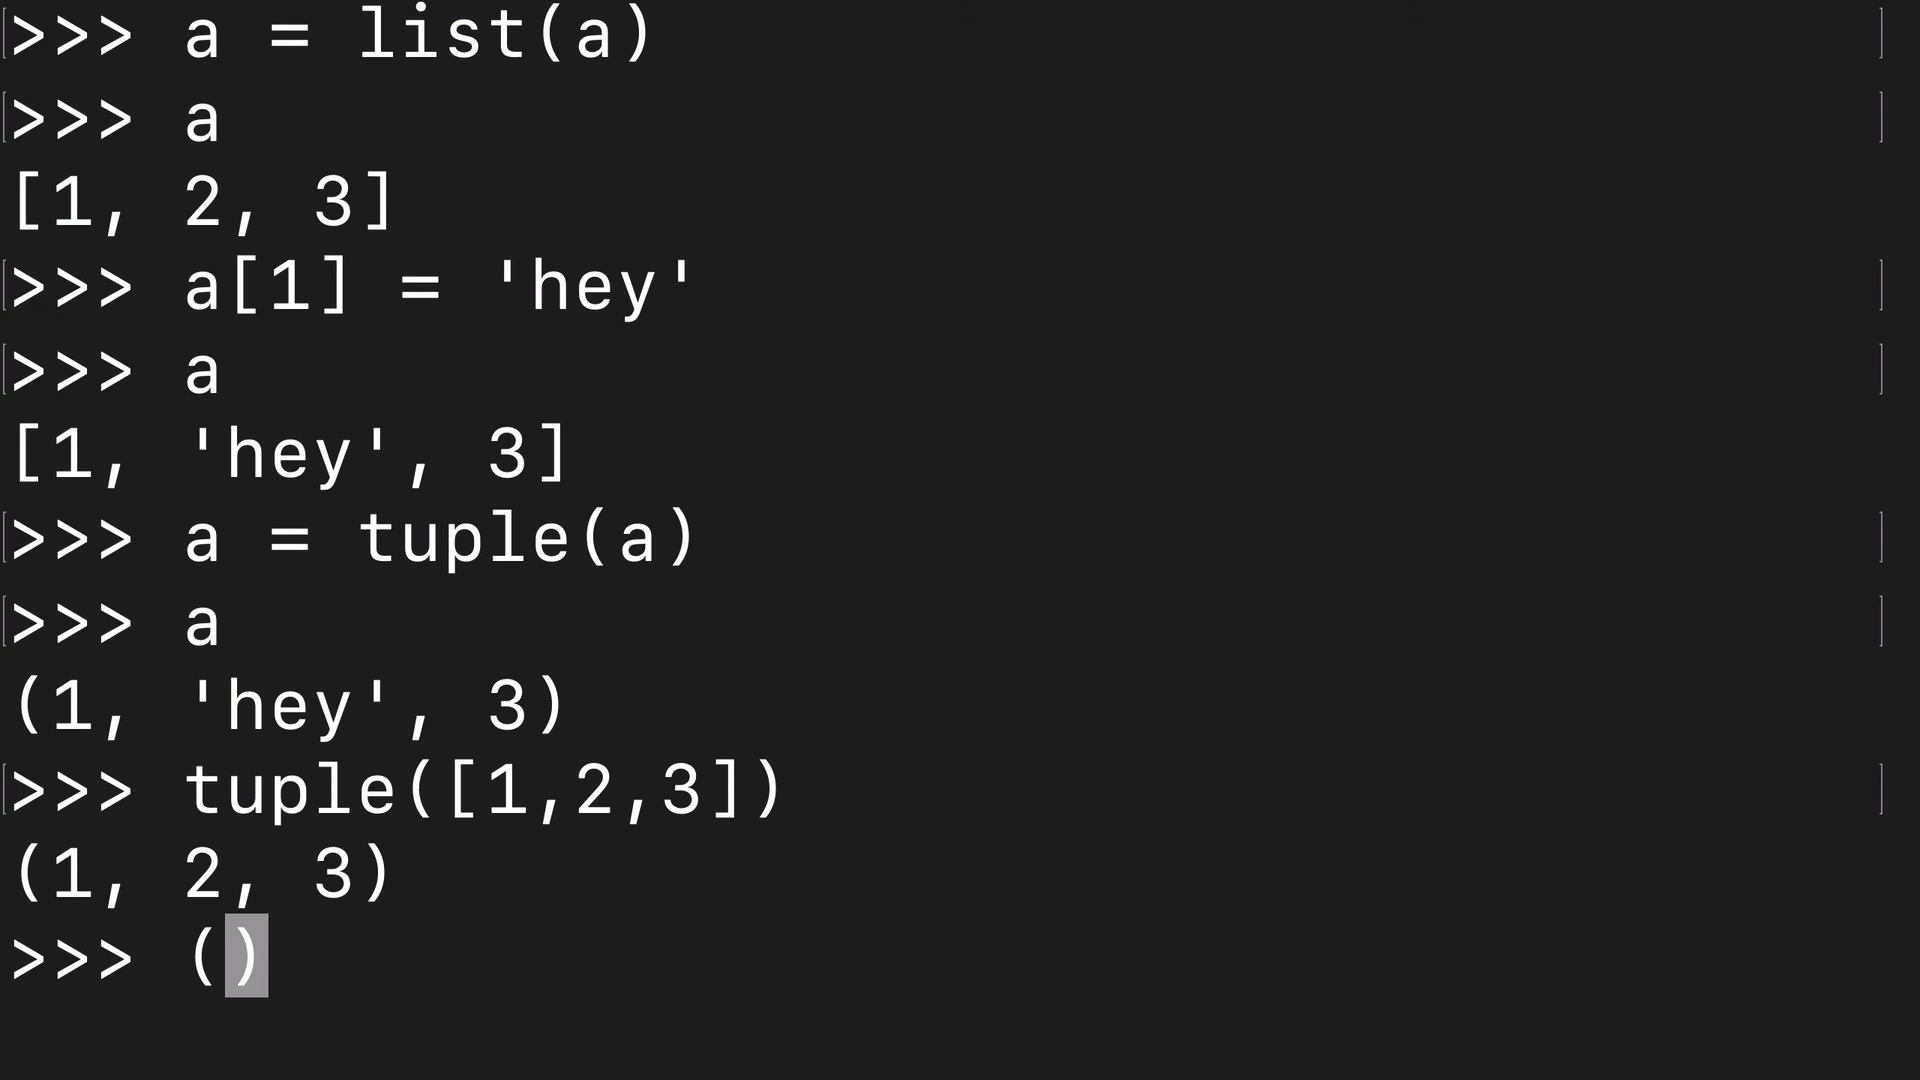 >>> a = list(a)
>>> a
[1, 2, 3]
>>> a[1] = 'hey'
>>> a
[1, 'hey', 3]
>>> a = tuple(a)
>>> a
(1, 'hey', 3)
>>> tuple([1,2,3])
(1, 2, 3)
>>> ()